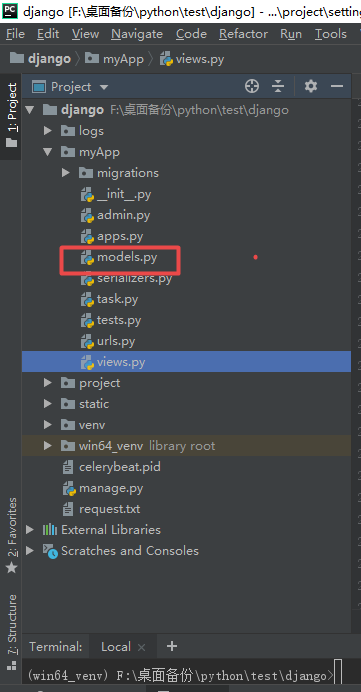 PC django [F:\桌面备份\python\test\django] - ...\project\setting
File Edit View Navigate Code Refactor Run Tools
django myApp views.py
1: Project
Project
django F:\桌面备份\python\test\django
logs
myApp
migrations
__init__.py
admin.py
apps.py
models.py
serializers.py
task.py
tests.py
urls.py
views.py
project
static
venv
win64_venv library root
celerybeat.pid
manage.py
request.txt
External Libraries
Scratches and Consoles
2: Favorites
7: Structure
Terminal: Local × +
(win64_venv) F:\桌面备份\python\test\django>